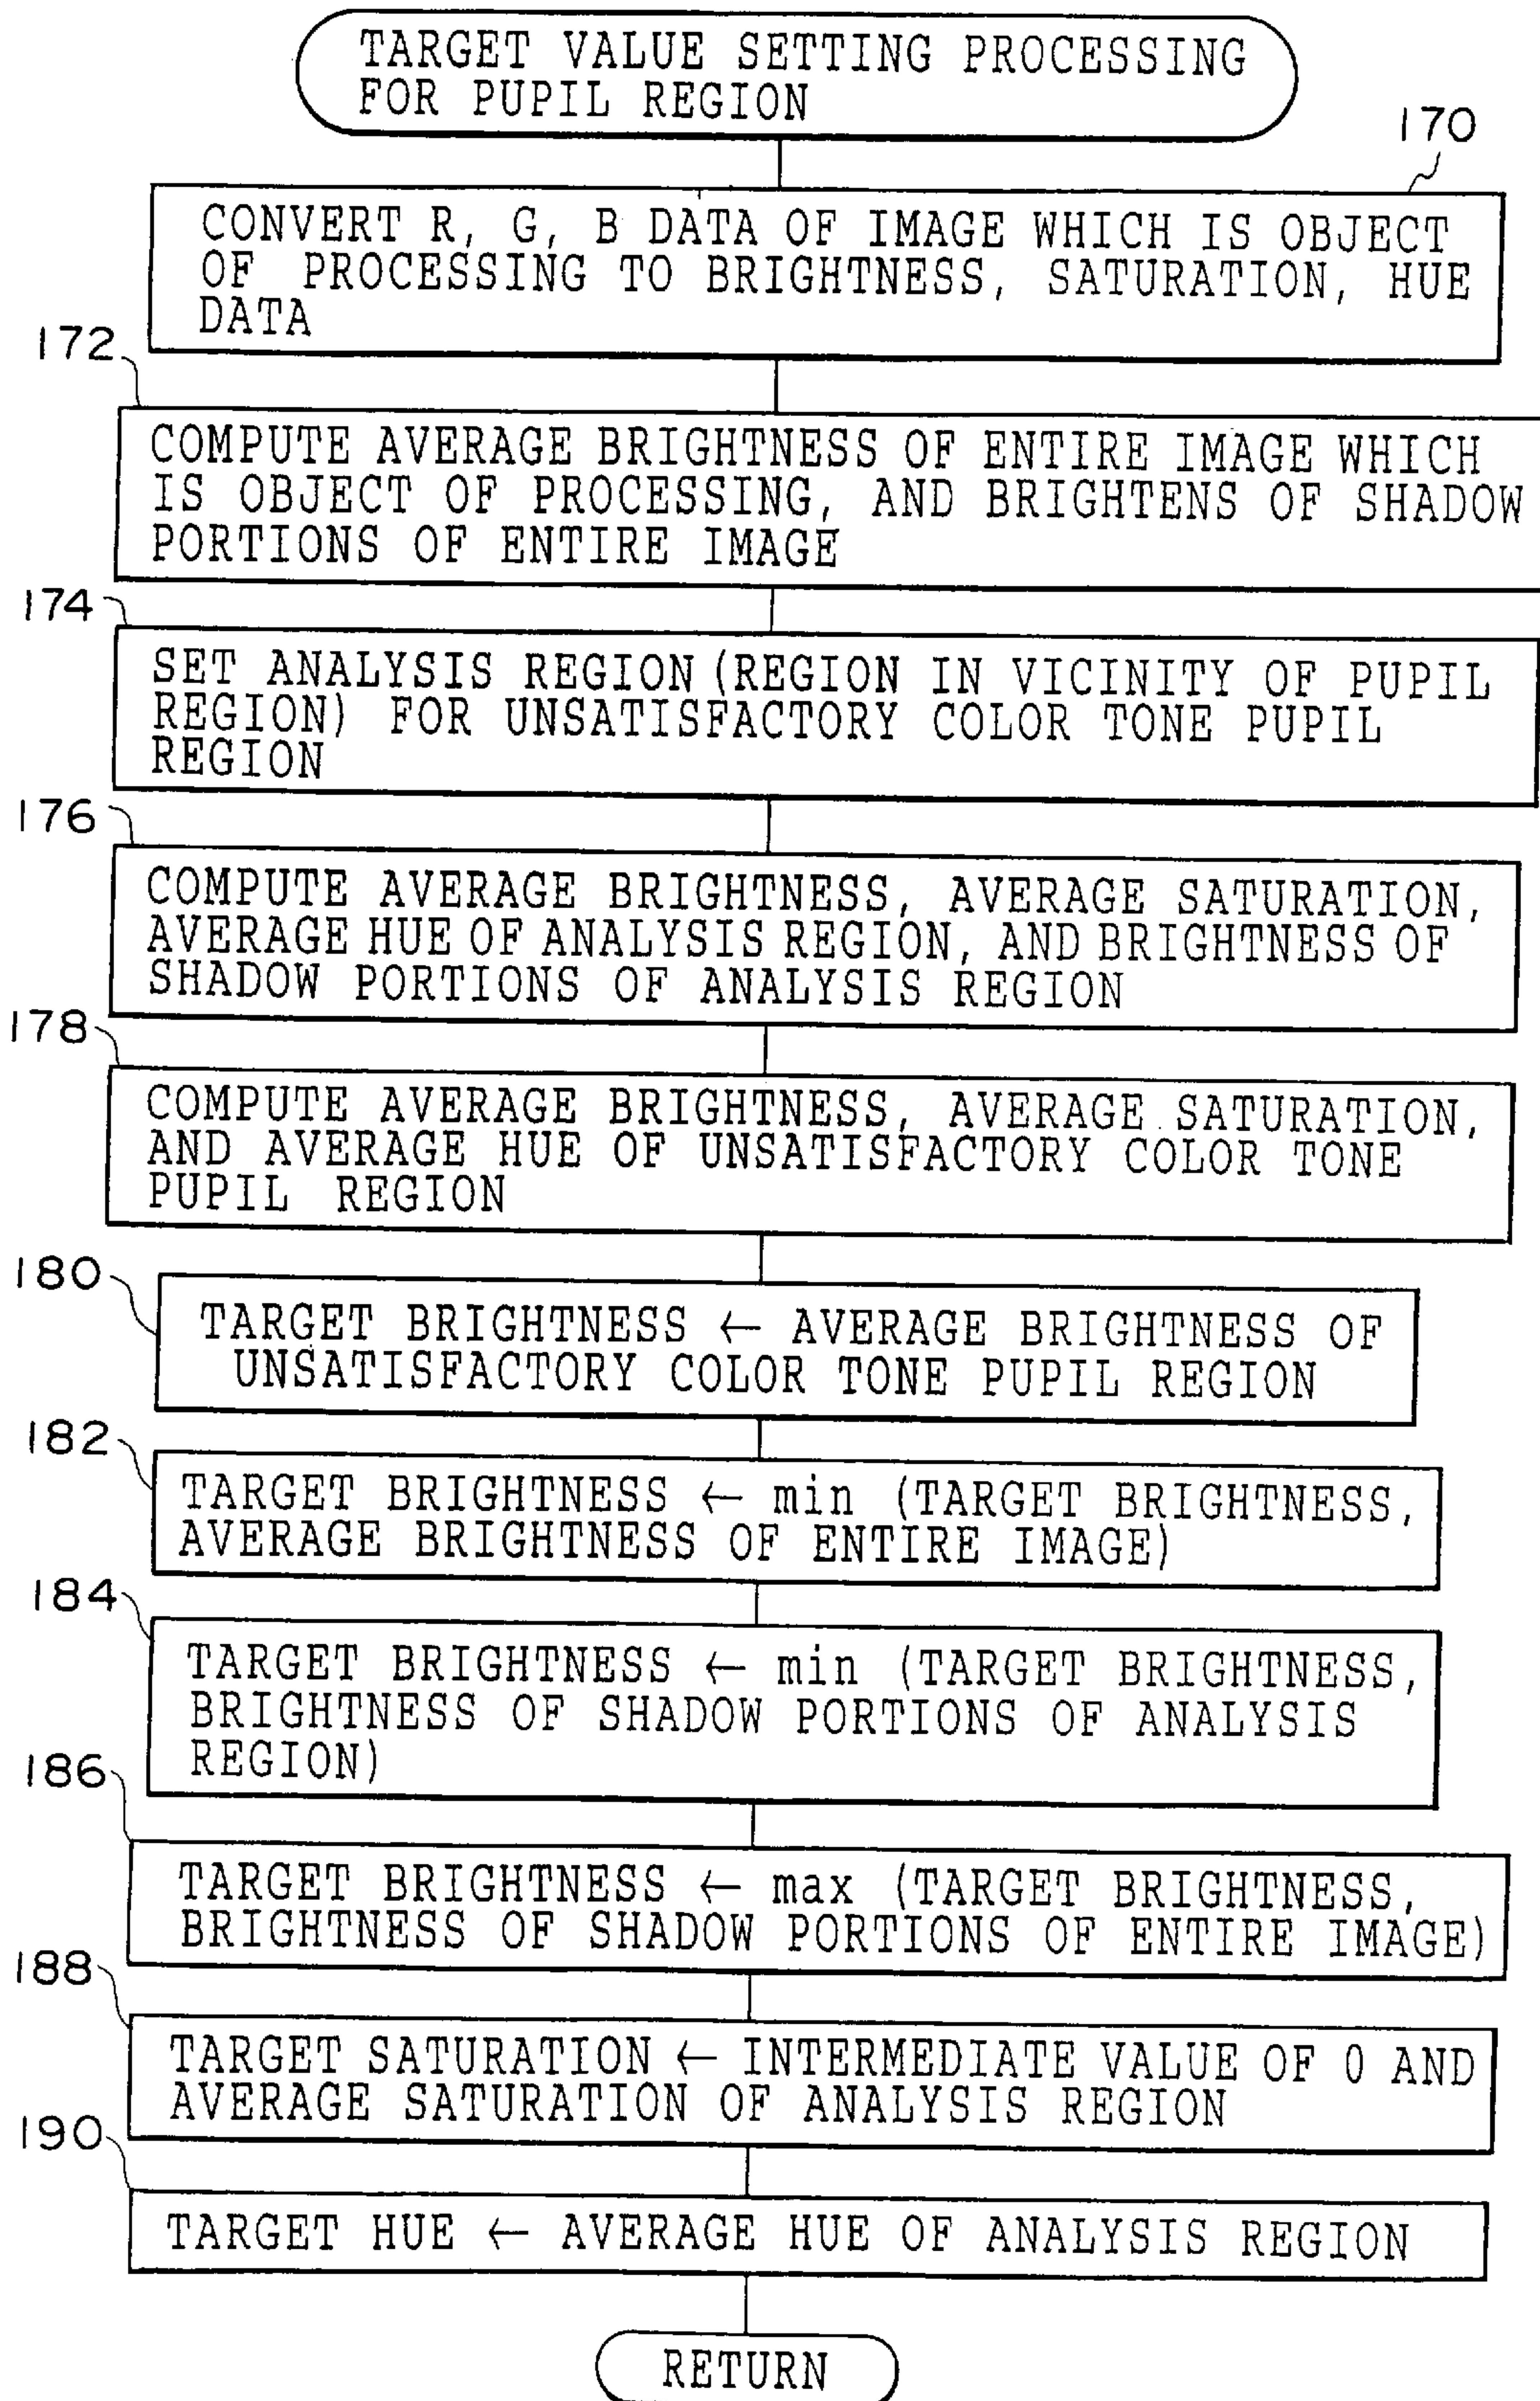 TARGET VALUE SETTING PROCESSING
FOR PUPIL REGION
170
CONVERT R, G, B DATA OF IMAGE WHICH IS OBJECT
OF PROCESSING TO BRIGHTNESS, SATURATION, HUE
DATA
172
COMPUTE AVERAGE BRIGHTNESS OF ENTIRE IMAGE WHICH
IS OBJECT OF PROCESSING, AND BRIGHTENS OF SHADOW
PORTIONS OF ENTIRE IMAGE
174
SET ANALYSIS REGION (REGION IN VICINITY OF PUPIL
REGION) FOR UNSATISFACTORY COLOR TONE PUPIL
REGION
176
COMPUTE AVERAGE BRIGHTNESS, AVERAGE SATURATION,
AVERAGE HUE OF ANALYSIS REGION, AND BRIGHTNESS OF
SHADOW PORTIONS OF ANALYSIS REGION
178
COMPUTE AVERAGE BRIGHTNESS, AVERAGE SATURATION,
AND AVERAGE HUE OF UNSATISFACTORY COLOR TONE
PUPIL REGION
180
TARGET BRIGHTNESS ← AVERAGE BRIGHTNESS OF
UNSATISFACTORY COLOR TONE PUPIL REGION
182
TARGET BRIGHTNESS ← min (TARGET BRIGHTNESS,
AVERAGE BRIGHTNESS OF ENTIRE IMAGE)
184
TARGET BRIGHTNESS ← min (TARGET BRIGHTNESS,
BRIGHTNESS OF SHADOW PORTIONS OF ANALYSIS
REGION)
186
TARGET BRIGHTNESS ← max (TARGET BRIGHTNESS,
BRIGHTNESS OF SHADOW PORTIONS OF ENTIRE IMAGE)
188
TARGET SATURATION ← INTERMEDIATE VALUE OF 0 AND
AVERAGE SATURATION OF ANALYSIS REGION
190
TARGET HUE ← AVERAGE HUE OF ANALYSIS REGION
RETURN